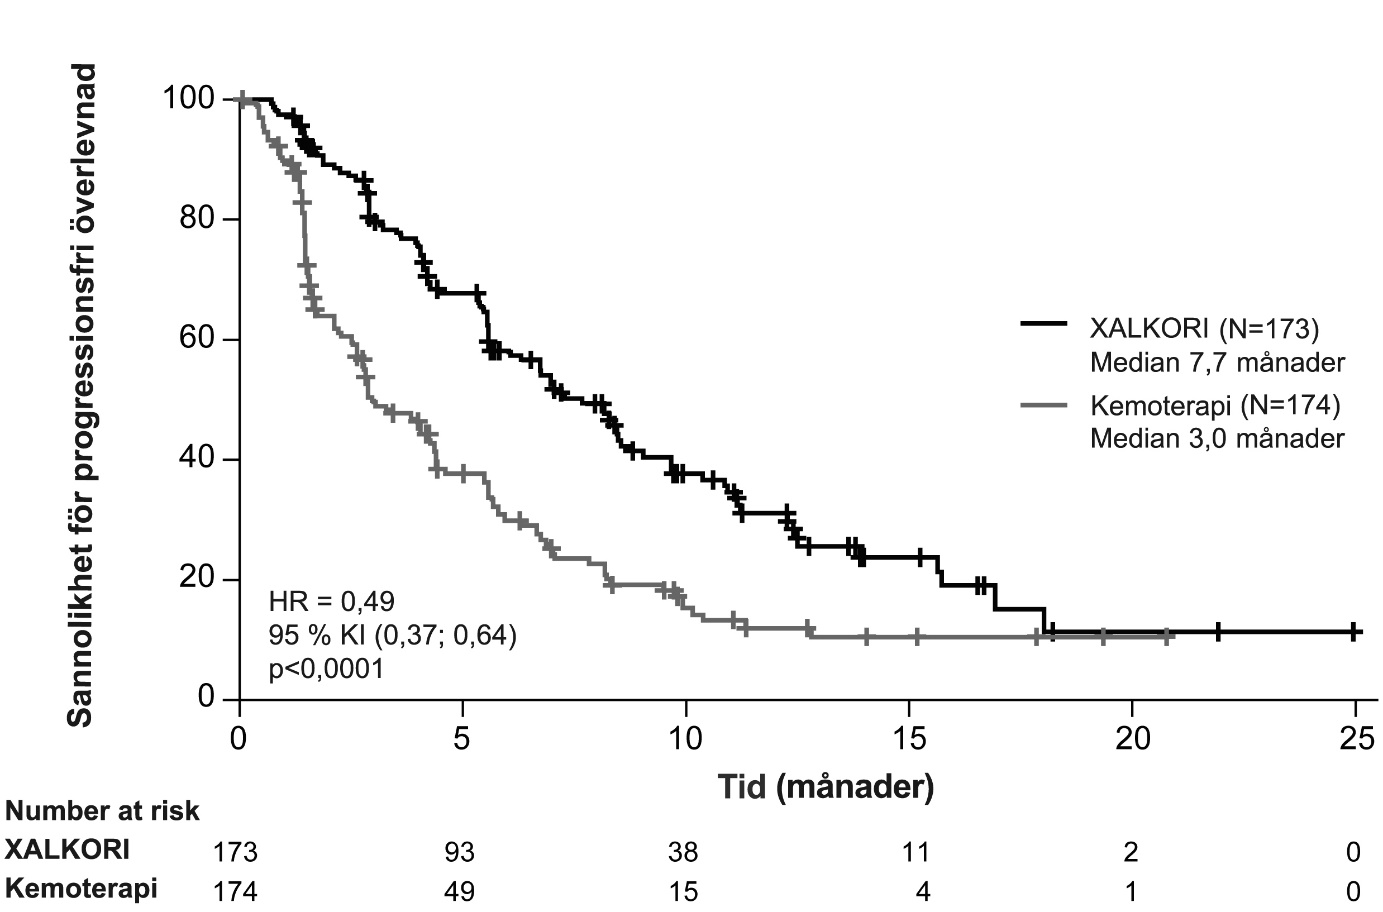 Sannolikhet för progressionsfri överlevnad
100
80
60
40
20
0
XALKORI (N=173)
Median 7,7 månader
Kemoterapi (N=174)
Median 3,0 månader
HR = 0,49
95 % KI (0,37; 0,64)
p<0,0001
0 5 10 15 20 25
Tid (månader)
Number at risk
XALKORI 173 93 38 11 2 0
Kemoterapi 174 49 15 4 1 0